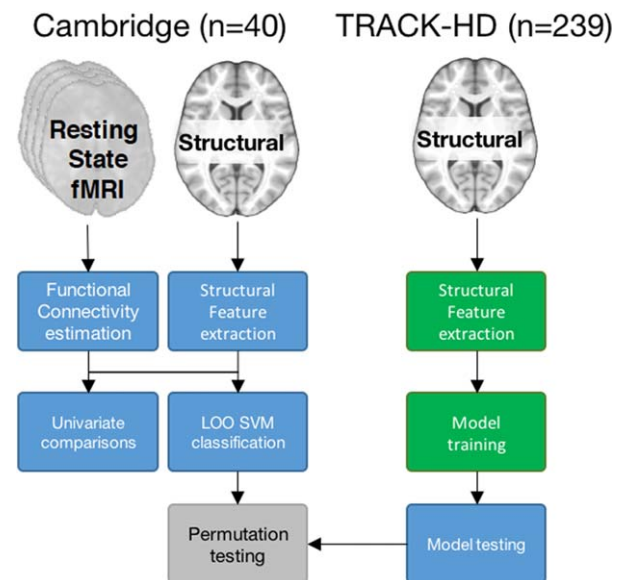 Cambridge (n=40)
TRACK-HD (n=239)
Resting
State
fMRI
Structural
Structural
Functional
Connectivity
estimation
Structural
Feature
extraction
Structural
Feature
extraction
Univariate
comparisons
LOO SVM
classification
Model
training
Permutation
testing
Model testing